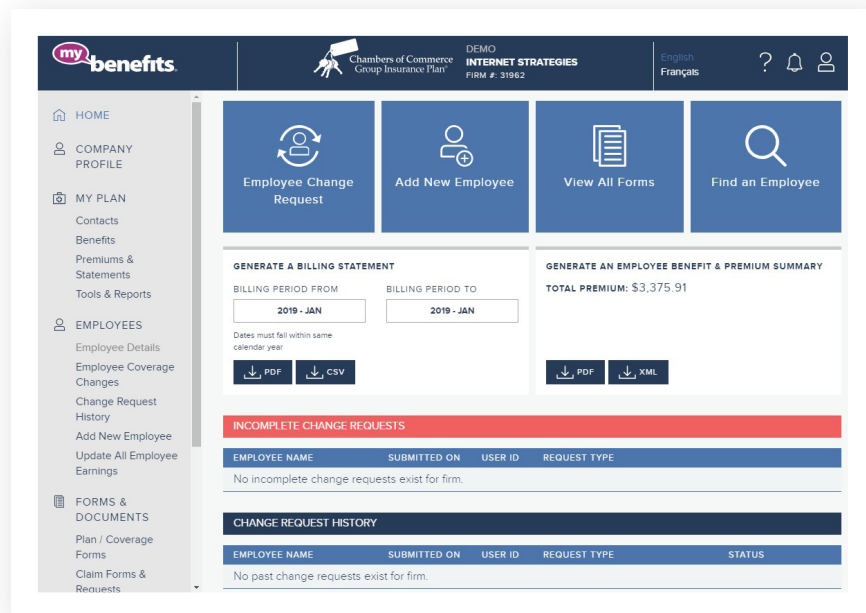 my benefits.
Chambers of Commerce
Group Insurance Plan®
DEMO
INTERNET STRATEGIES
FIRM #: 31962
English
Français
HOME
COMPANY
PROFILE
MY PLAN
Contacts
Benefits
Premiums &
Statements
Tools & Reports
EMPLOYEES
Employee Details
Employee Coverage
Changes
Change Request
History
Add New Employee
Update All Employee
Earnings
FORMS &
DOCUMENTS
Plan / Coverage
Forms
Claim Forms &
Requests
Employee Change
Request
Add New Employee
View All Forms
Find an Employee
GENERATE A BILLING STATEMENT
BILLING PERIOD FROM
BILLING PERIOD TO
2019 - JAN
2019 - JAN
Dates must fall within same
calendar year
PDF
CSV
GENERATE AN EMPLOYEE BENEFIT & PREMIUM SUMMARY
TOTAL PREMIUM: $3,375.91
PDF
XML
INCOMPLETE CHANGE REQUESTS
EMPLOYEE NAME SUBMITTED ON USER ID REQUEST TYPE
No incomplete change requests exist for firm.
CHANGE REQUEST HISTORY
EMPLOYEE NAME SUBMITTED ON USER ID REQUEST TYPE STATUS
No past change requests exist for firm.